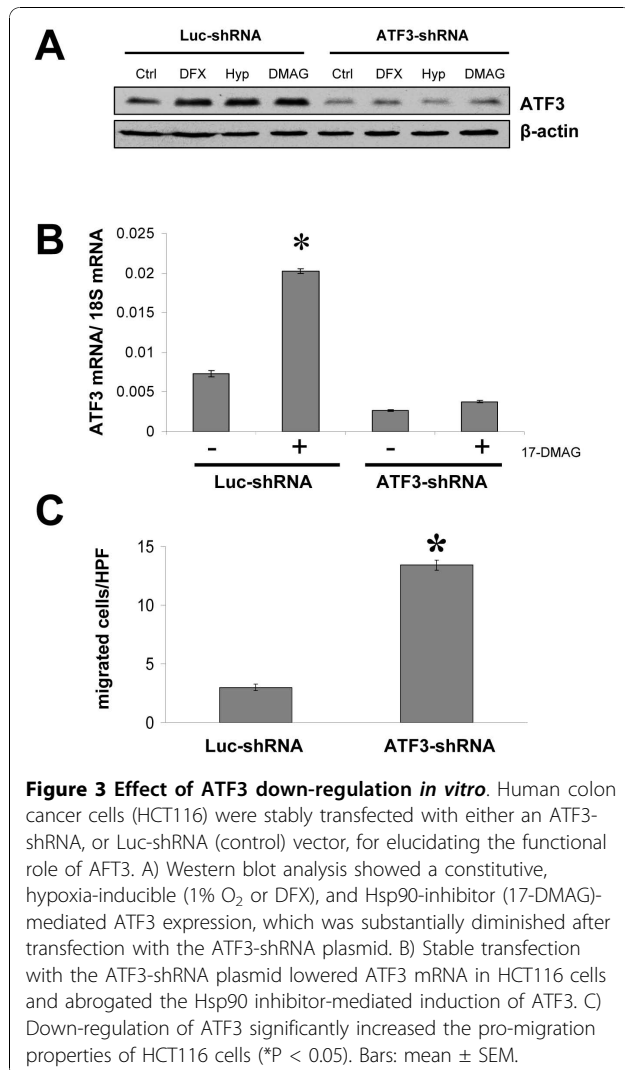 A
Luc-shRNA ATF3-shRNA
Ctrl DFX Hyp DMAG Ctrl DFX Hyp DMAG
ATF3
β-actin
B
ATF3 mRNA/ 18S mRNA
0.025
0.02
0.015
0.01
0.005
0
*
- + - + 17-DMAG
Luc-shRNA ATF3-shRNA
C
migrated cells/HPF
15
10
5
0
*
Luc-shRNA ATF3-shRNA
Figure 3 Effect of ATF3 down-regulation in vitro. Human colon
cancer cells (HCT116) were stably transfected with either an ATF3-
shRNA, or Luc-shRNA (control) vector, for elucidating the functional
role of AFT3. A) Western blot analysis showed a constitutive,
hypoxia-inducible (1% O₂ or DFX), and Hsp90-inhibitor (17-DMAG)-
mediated ATF3 expression, which was substantially diminished after
transfection with the ATF3-shRNA plasmid. B) Stable transfection
with the ATF3-shRNA plasmid lowered ATF3 mRNA in HCT116 cells
and abrogated the Hsp90 inhibitor-mediated induction of ATF3. C)
Down-regulation of ATF3 significantly increased the pro-migration
properties of HCT116 cells (*P < 0.05). Bars: mean ± SEM.